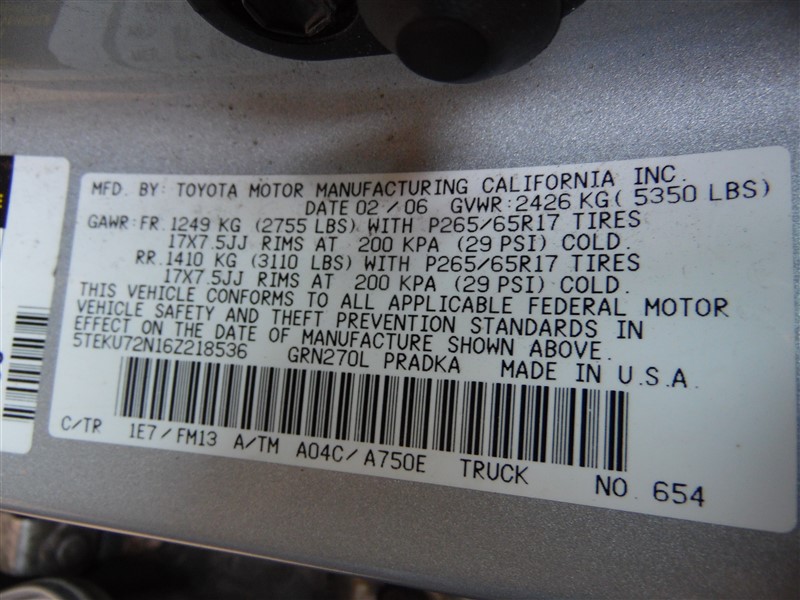 MFD. BY: TOYOTA MOTOR MANUFACTURING CALIFORNIA INC.
DATE 02/06 GVWR:2426 KG( 5350 LBS)
GAWR:FR. 1249 KG (2755 LBS) WITH P265/65R17 TIRES
17X7.5JJ RIMS AT 200 KPA (29 PSI) COLD.
RR. 1410 KG (3110 LBS) WITH P265/65R17 TIRES
17X7.5JJ RIMS AT 200 KPA (29 PSI) COLD.
THIS VEHICLE CONFORMS TO ALL APPLICABLE FEDERAL MOTOR
VEHICLE SAFETY AND THEFT PREVENTION STANDARDS IN
EFFECT ON THE DATE OF MANUFACTURE SHOWN ABOVE.
5TEKU72N16Z218536 GRN270L PRADKA MADE IN U.S.A.
C/TR 1E7/FM13 A/TM A04C/A750E TRUCK NO. 654